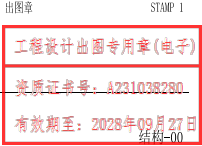 出图章 STAMP 1
工程设计出图专用章(电子)
资质证书号: A231038280
有效期至: 2028年09月27日
结构-00